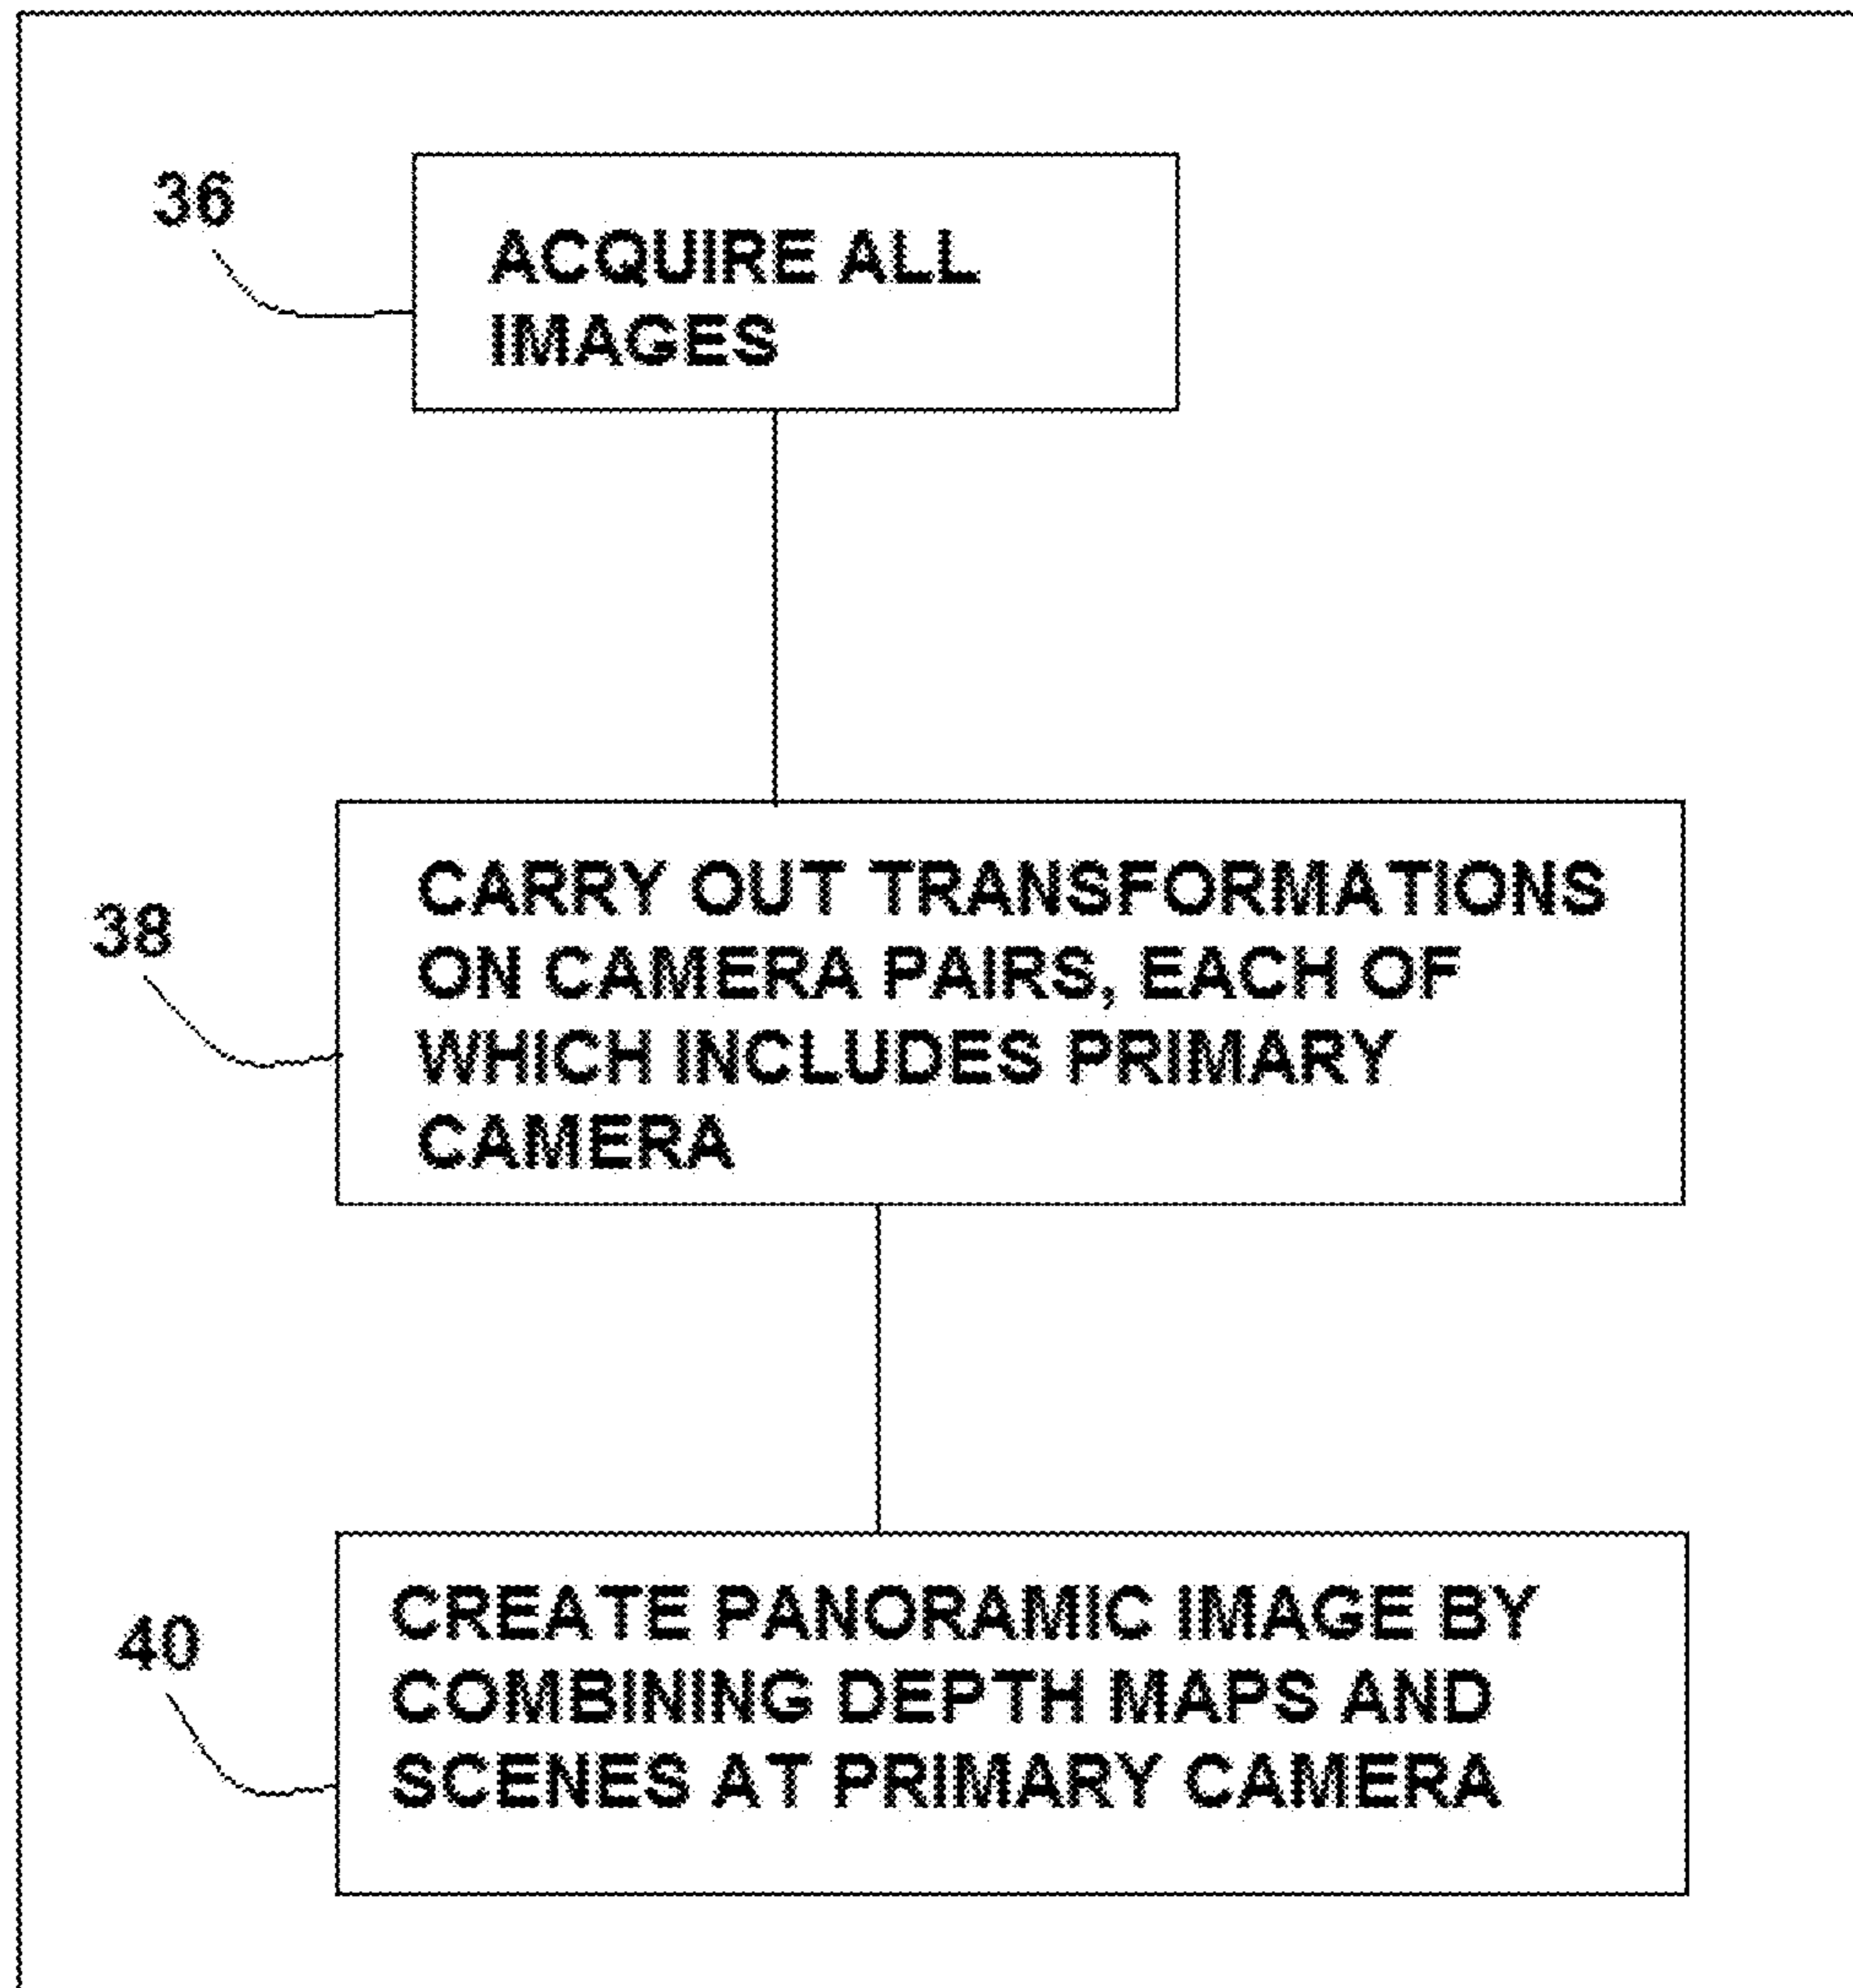 36
ACQUIRE ALL
IMAGES
38
CARRY OUT TRANSFORMATIONS
ON CAMERA PAIRS, EACH OF
WHICH INCLUDES PRIMARY
CAMERA
40
CREATE PANORAMIC IMAGE BY
COMBINING DEPTH MAPS AND
SCENES AT PRIMARY CAMERA